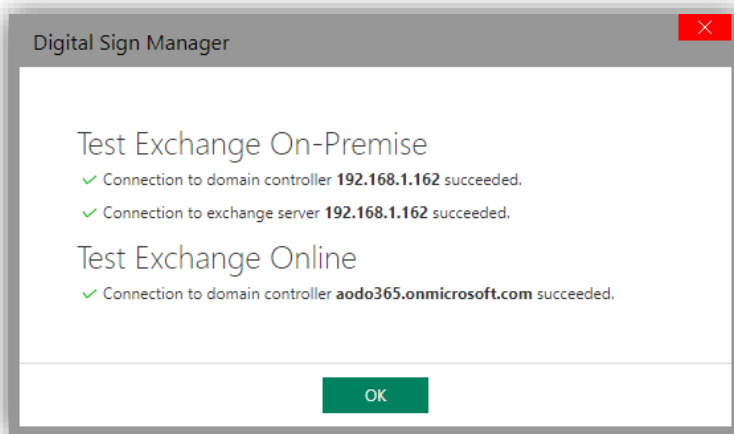 Digital Sign Manager
Test Exchange On-Premise
Connection to domain controller 192.168.1.162 succeeded.
Connection to exchange server 192.168.1.162 succeeded.
Test Exchange Online
Connection to domain controller aodo365.onmicrosoft.com succeeded.
OK